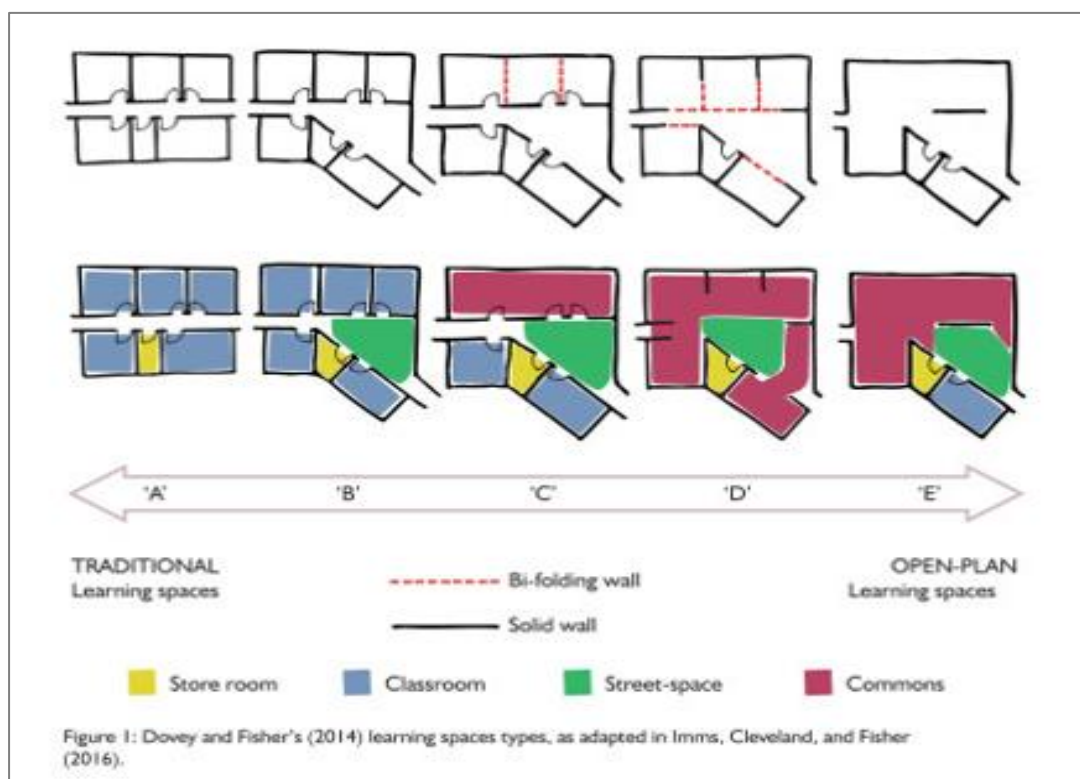 'A' 'B' 'C' 'D' 'E'
TRADITIONAL
Learning spaces
OPEN-PLAN
Learning spaces
Bi-folding wall
Solid wall
Store room Classroom Street-space Commons
Figure 1: Dovey and Fisher's (2014) learning spaces types, as adapted in Imms, Cleveland, and Fisher
(2016).